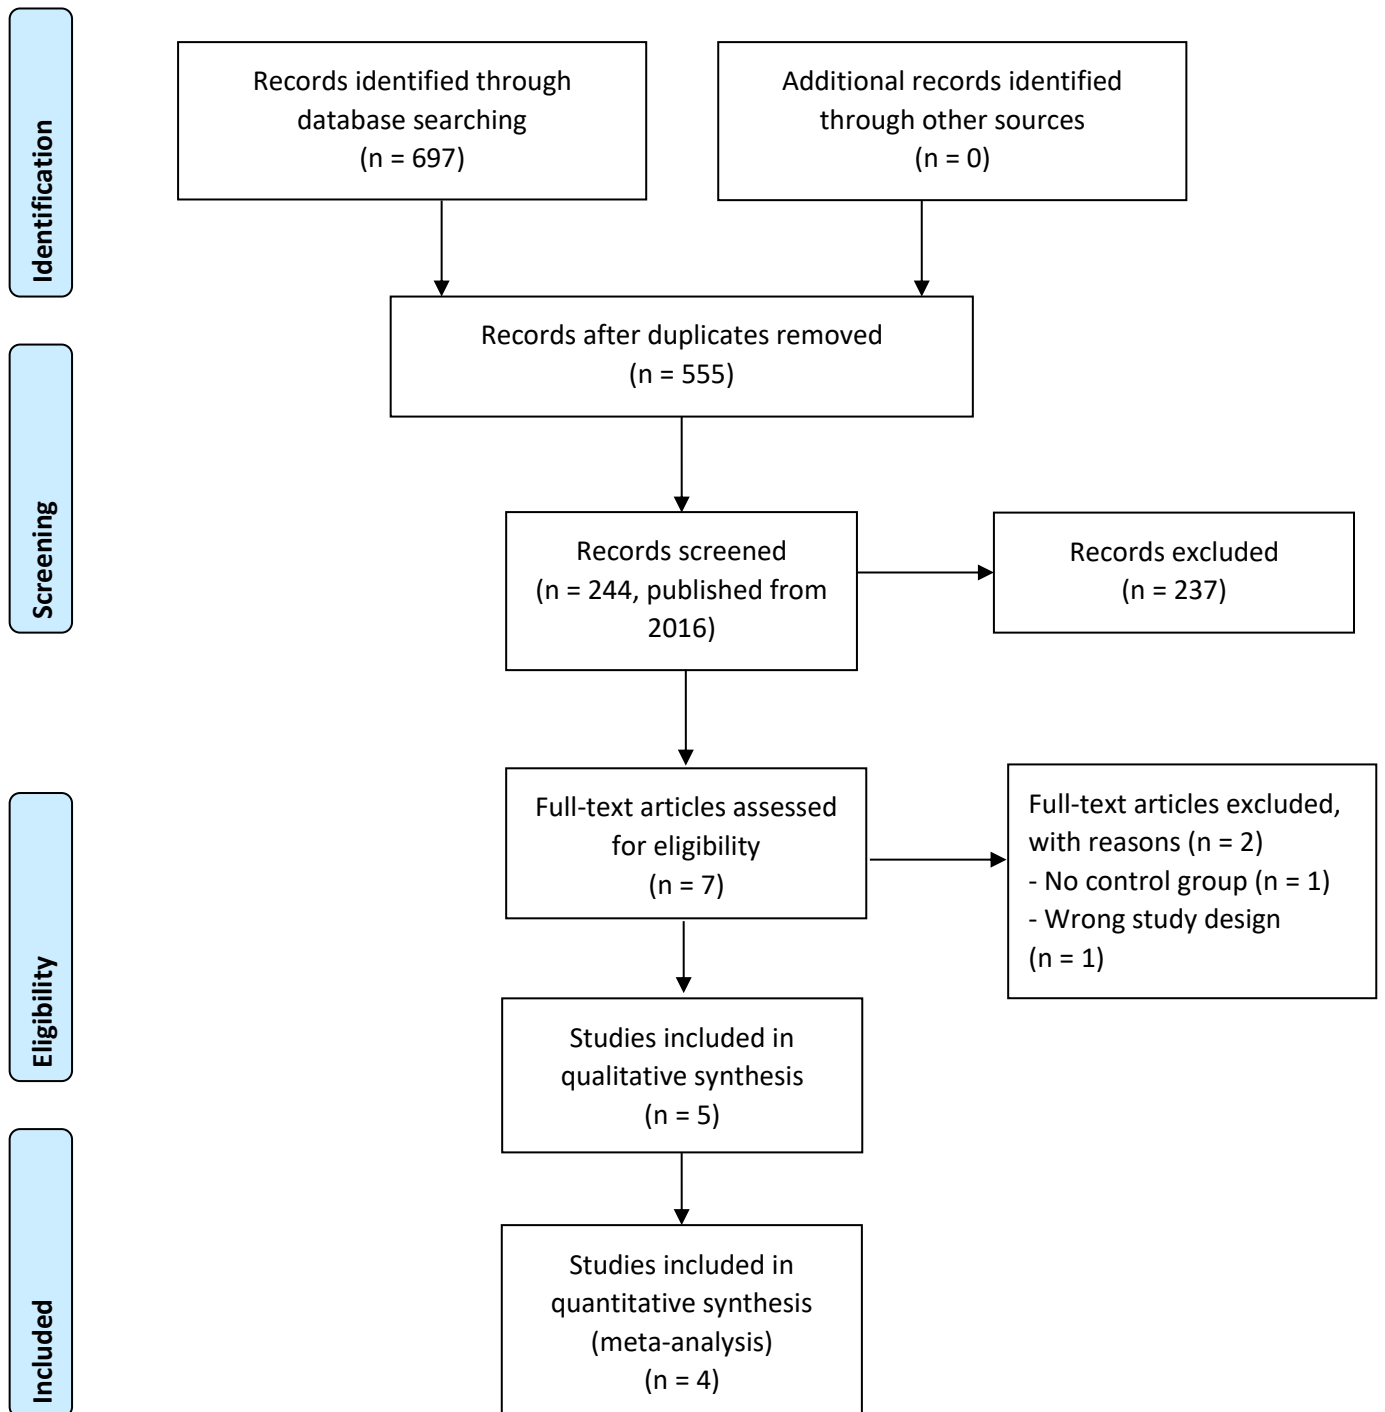 Identification
Records identified through
database searching
(n = 697)
Additional records identified
through other sources
(n = 0)
Records after duplicates removed
(n = 555)
Screening
Records screened
(n = 244, published from
2016)
Records excluded
(n = 237)
Eligibility
Full-text articles assessed
for eligibility
(n = 7)
Full-text articles excluded,
with reasons (n = 2)
- No control group (n = 1)
- Wrong study design
(n = 1)
Studies included in
qualitative synthesis
(n = 5)
Included
Studies included in
quantitative synthesis
(meta-analysis)
(n = 4)